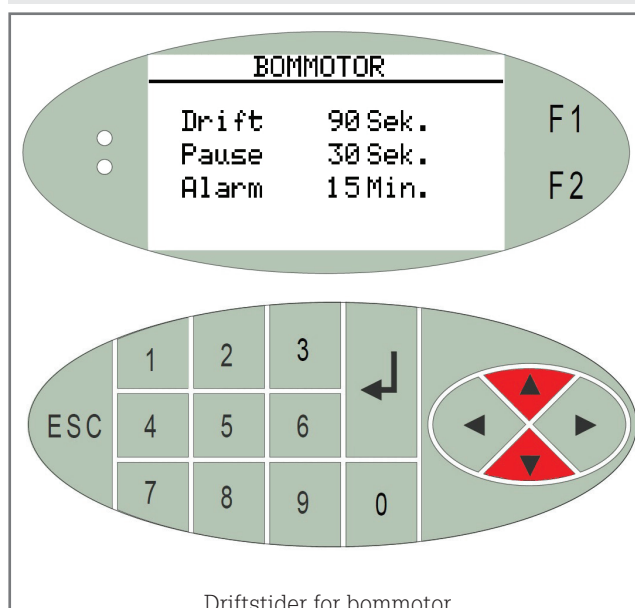 BOMMOTOR
Drift 90 Sek.
Pause 30 Sek.
Alarm 15 Min.
F1
F2
1 2 3
ESC 4 5 6
7 8 9 0
Driftstider for bommotor